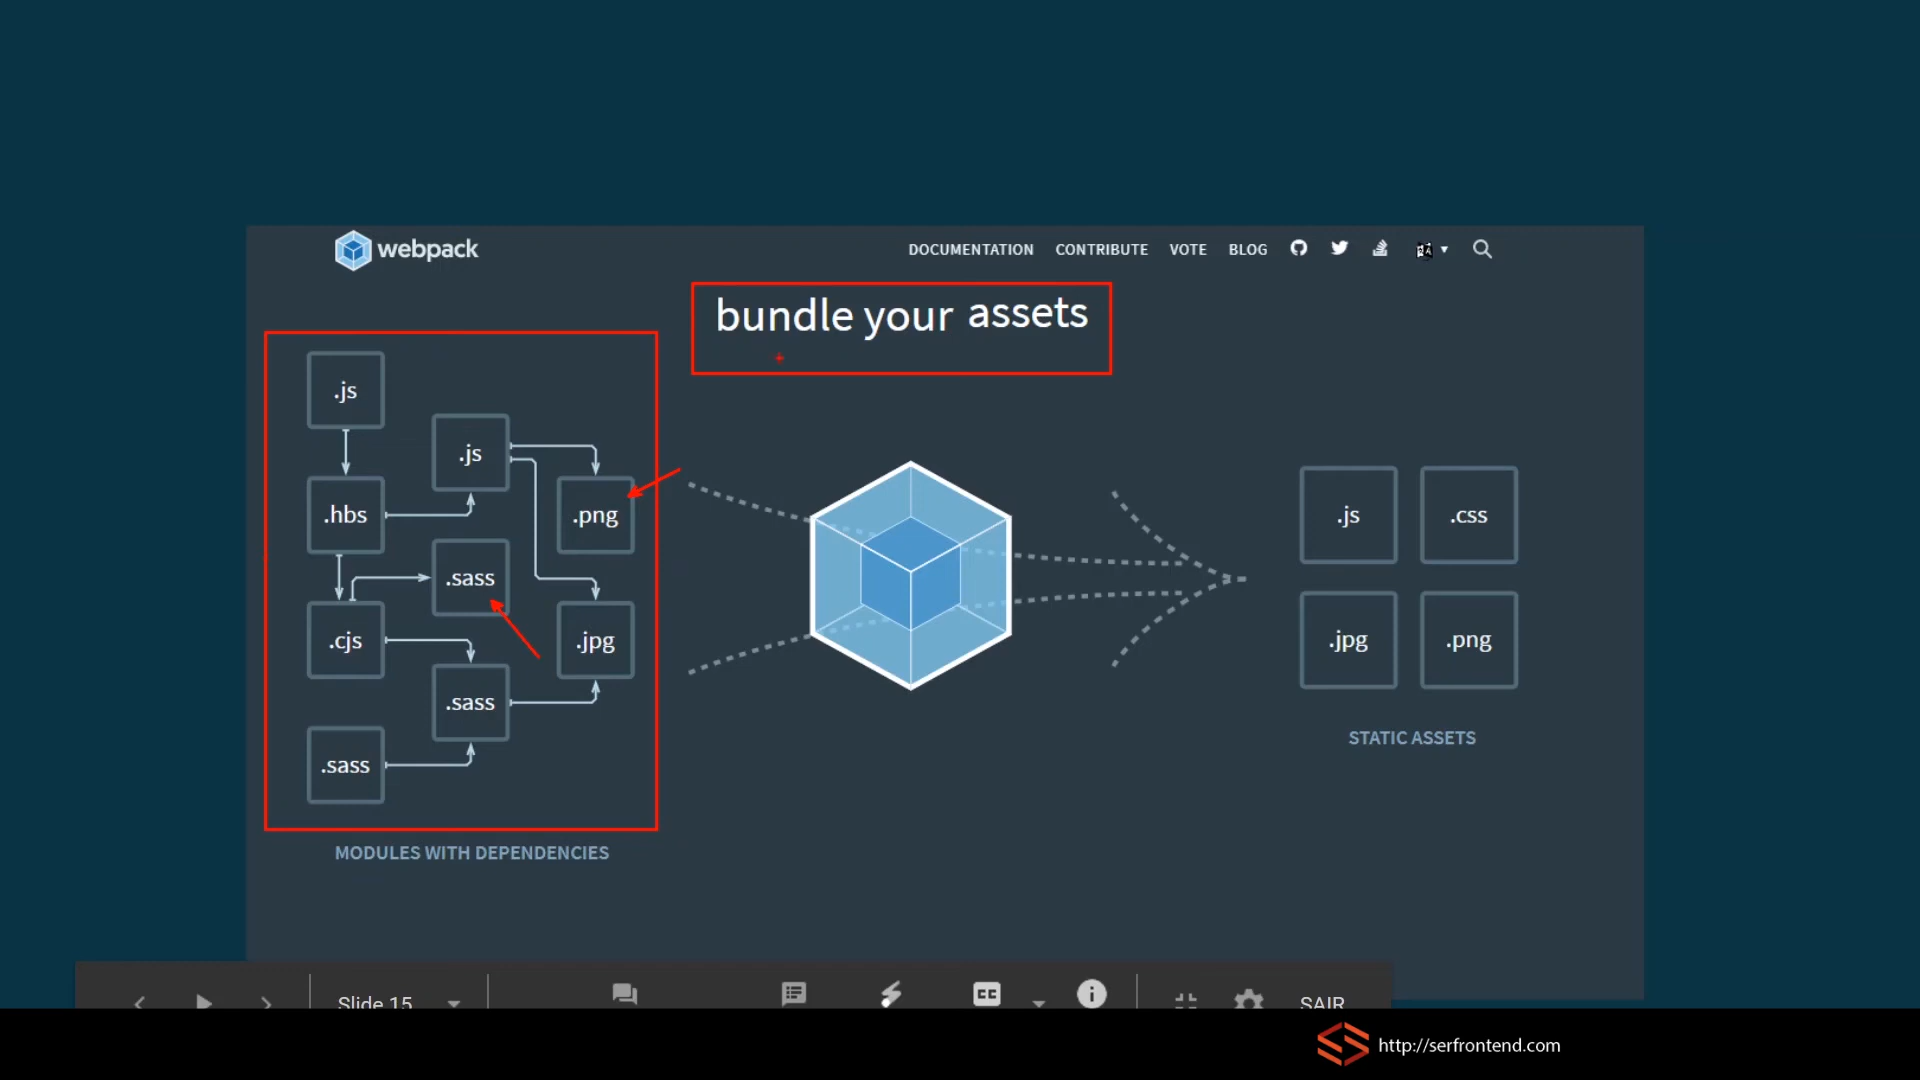 webpack
DOCUMENTATION CONTRIBUTE VOTE BLOG
bundle your assets
.js
.js
.hbs
.png
.sass
.cjs
.jpg
.sass
.sass
MODULES WITH DEPENDENCIES
.js
.css
.jpg
.png
STATIC ASSETS
Slide 15
CC
SAIR
http://serfrontend.com